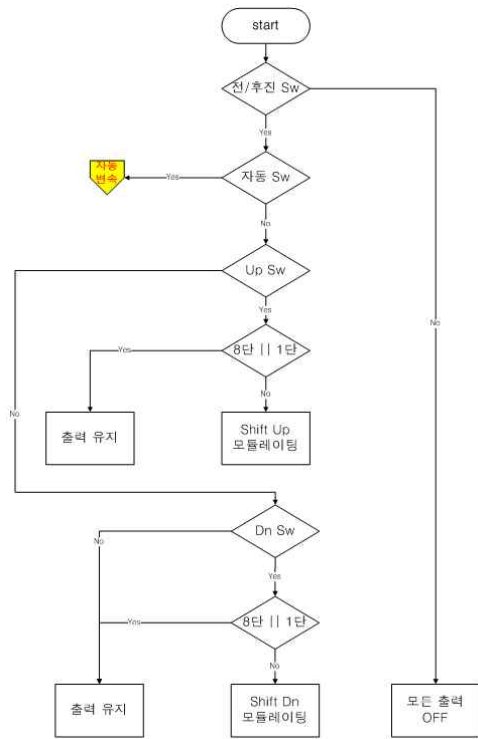 start
전/후진 Sw
Yes
자동
변속
Yes
자동 Sw
No
Up Sw
Yes
No
Yes
8단 || 1단
No
No
출력 유지
Shift Up
모듈레이팅
Dn Sw
No
Yes
Yes
8단 || 1단
No
출력 유지
Shift Dn
모듈레이팅
모든 출력
OFF